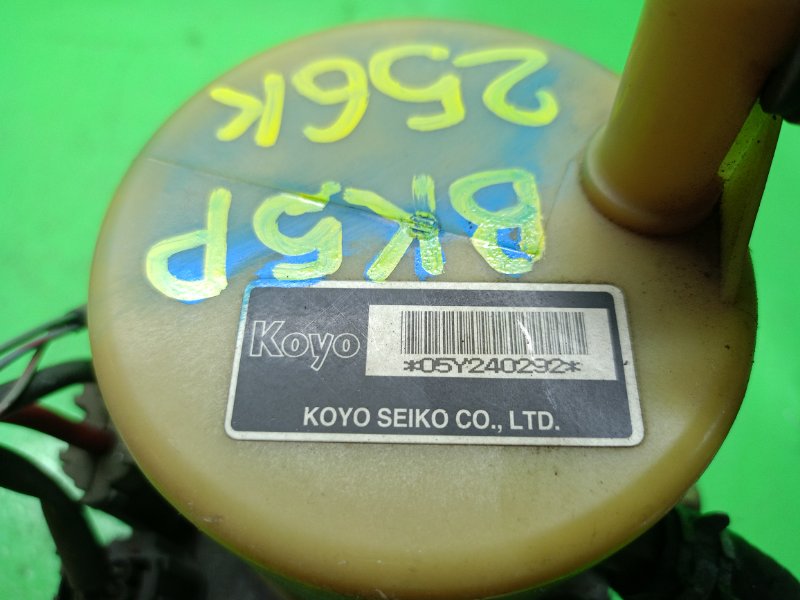 BK5P
256K
Koyo
*05Y240292*
KOYO SEIKO CO., LTD.